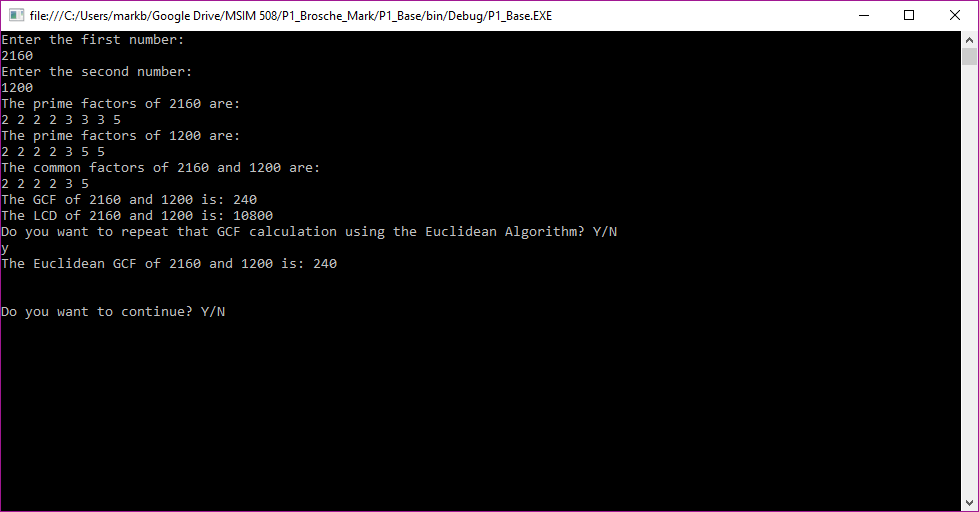 file:///C:/Users/markb/Google Drive/MSIM 508/P1_Brosche_Mark/P1_Base/bin/Debug/P1_Base.EXE
Enter the first number:
2160
Enter the second number:
1200
The prime factors of 2160 are:
2 2 2 2 3 3 3 5
The prime factors of 1200 are:
2 2 2 2 3 5 5
The common factors of 2160 and 1200 are:
2 2 2 2 3 5
The GCF of 2160 and 1200 is: 240
The LCD of 2160 and 1200 is: 10800
Do you want to repeat that GCF calculation using the Euclidean Algorithm? Y/N
y
The Euclidean GCF of 2160 and 1200 is: 240
Do you want to continue? Y/N